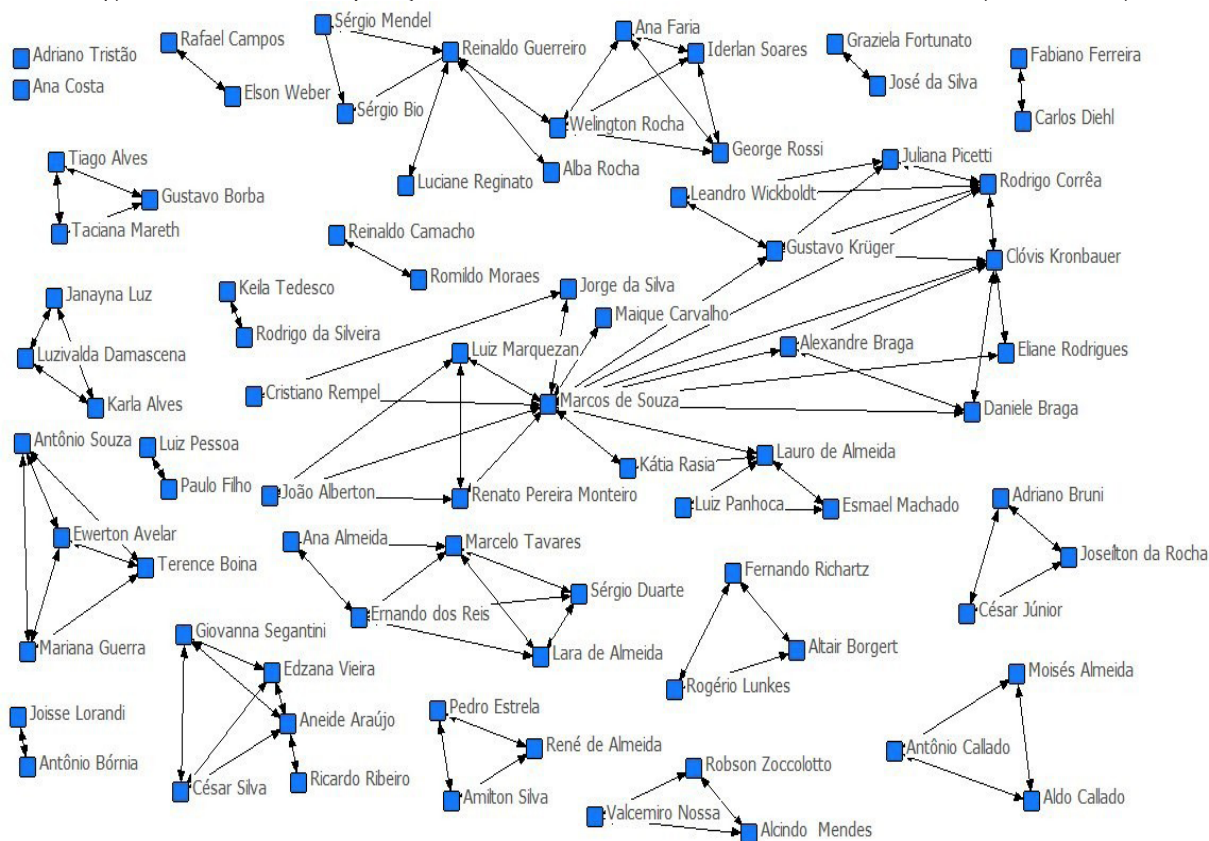 Sérgio Mendel
Ana Faria
Rafael Campos
Reinaldo Guerreiro
Iderlan Soares
Graziela Fortunato
Fabiano Ferreira
Adriano Tristão
Ana Costa
Elson Weber
José da Silva
Sérgio Bio
Welington Rocha
Carlos Diehl
George Rossi
Juliana Picetti
Tiago Alves
Alba Rocha
Luciane Reginato
Leandro Wickboldt
Rodrigo Corrêa
Gustavo Borba
Taciana Mareth
Reinaldo Camacho
Gustavo Krüger
Clóvis Kronbauer
Romildo Moraes
Janayna Luz
Keila Tedesco
Jorge da Silva
Maique Carvalho
Rodrigo da Silveira
Luzivalda Damascena
Luiz Marquezan
Alexandre Braga
Eliane Rodrigues
Cristiano Rempel
Karla Alves
Marcos de Souza
Daniele Braga
Antônio Souza
Luiz Pessoa
Lauro de Almeida
Kátia Rasia
Paulo Filho
João Alberton
Renato Pereira Monteiro
Luiz Panhoca
Esmael Machado
Adriano Bruni
Ewerton Avelar
Ana Almeida
Marcelo Tavares
Joseilton da Rocha
Terence Boina
Fernando Richartz
Sérgio Duarte
Ernando dos Reis
César Júnior
Giovanna Segantini
Mariana Guerra
Lara de Almeida
Altair Borgert
Edzana Vieira
Moisés Almeida
Rogério Lunkes
Joisse Lorandi
Pedro Estrela
Aneide Araújo
René de Almeida
Antônio Callado
Antônio Bórnia
Robson Zoccolotto
Ricardo Ribeiro
César Silva
Amilton Silva
Aldo Callado
Valcemiro Nossa
Alcindo Mendes